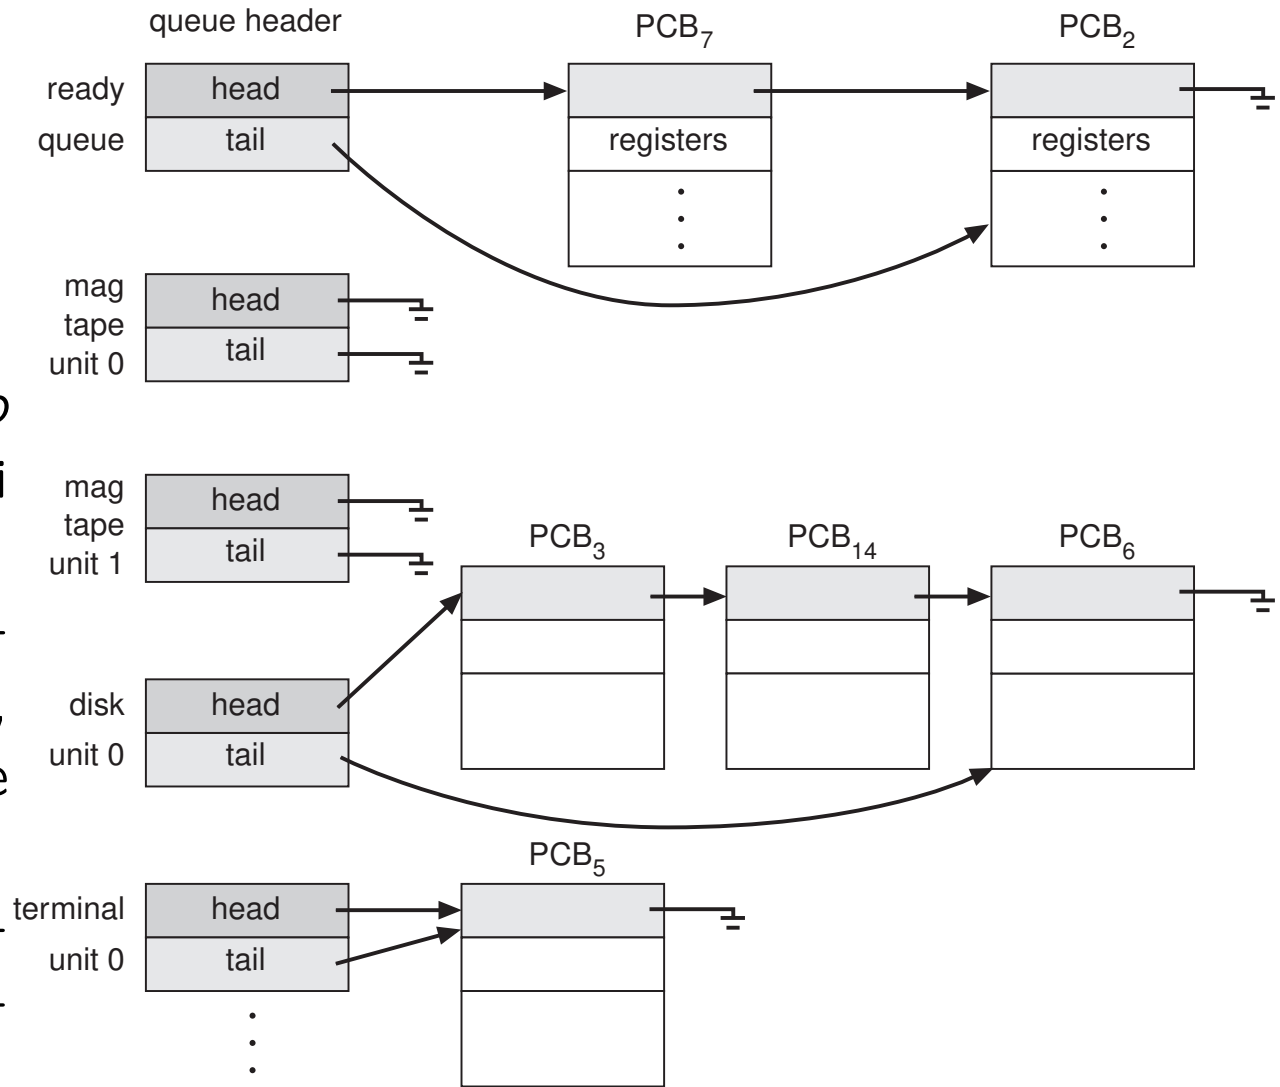 queue header
PCB7
PCB2
ready
queue
head
tail
registers
registers
mag
tape
unit 0
head
tail
mag
tape
unit 1
head
tail
PCB3
PCB14
PCB6
disk
unit 0
head
tail
PCB5
terminal
unit 0
head
tail